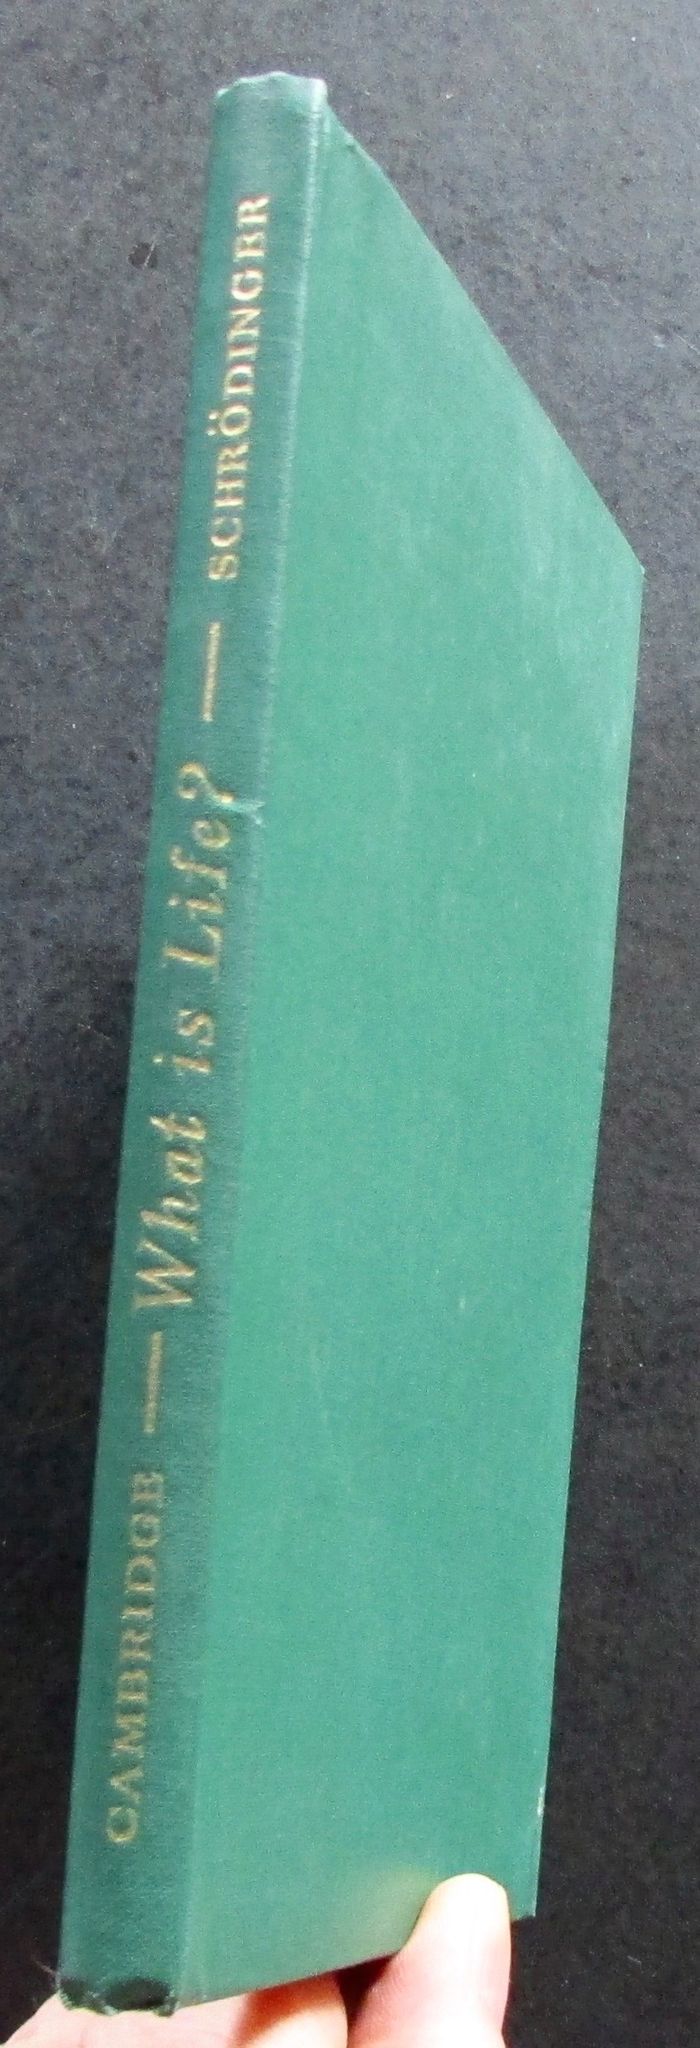 CAMBRIDGE — What is Life? — SCHRÖDINGER